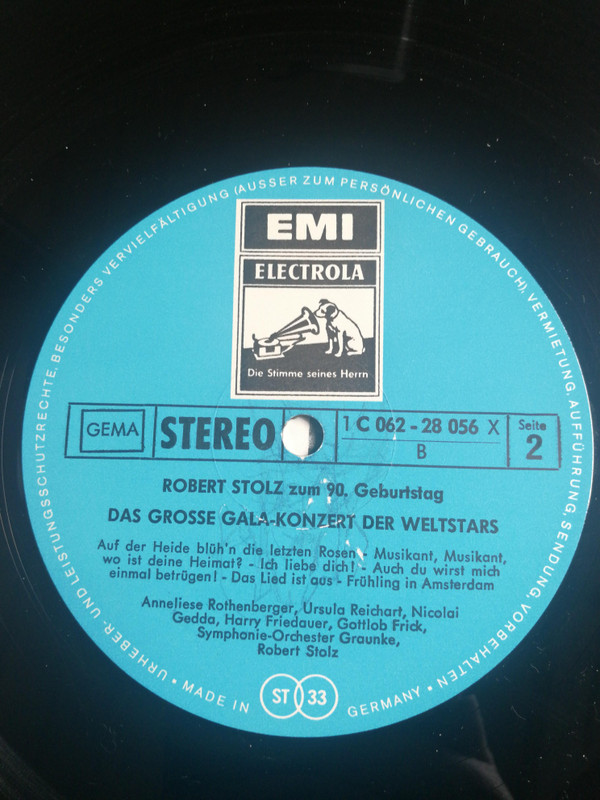 URHEBER- UND LEISTUNGSSCHUTZRECHTE, BESONDERS VERVIELFÄLTIGUNG (AUSSER ZUM PERSÖNLICHEN GEBRAUCH), VERMIETUNG, AUFFÜHRUNG, SENDUNG, VORBEHALTEN •
EMI
ELECTROLA
Die Stimme seines Herrn
GEMA
STEREO
1 C 062-28 056 X
B
Seite
2
ROBERT STOLZ zum 90. Geburtstag
DAS GROSSE GALA-KONZERT DER WELTSTARS
Auf der Heide blüh'n die letzten Rosen - Musikant, Musikant,
wo ist deine Heimat? - Ich liebe dich! - Auch du wirst mich
einmal betrügen! - Das Lied ist aus - Frühling in Amsterdam
Anneliese Rothenberger, Ursula Reichart, Nicolai
Gedda, Harry Friedauer, Gottlob Frick,
Symphonie-Orchester Graunke,
Robert Stolz
• MADE IN
ST 33
GERMANY